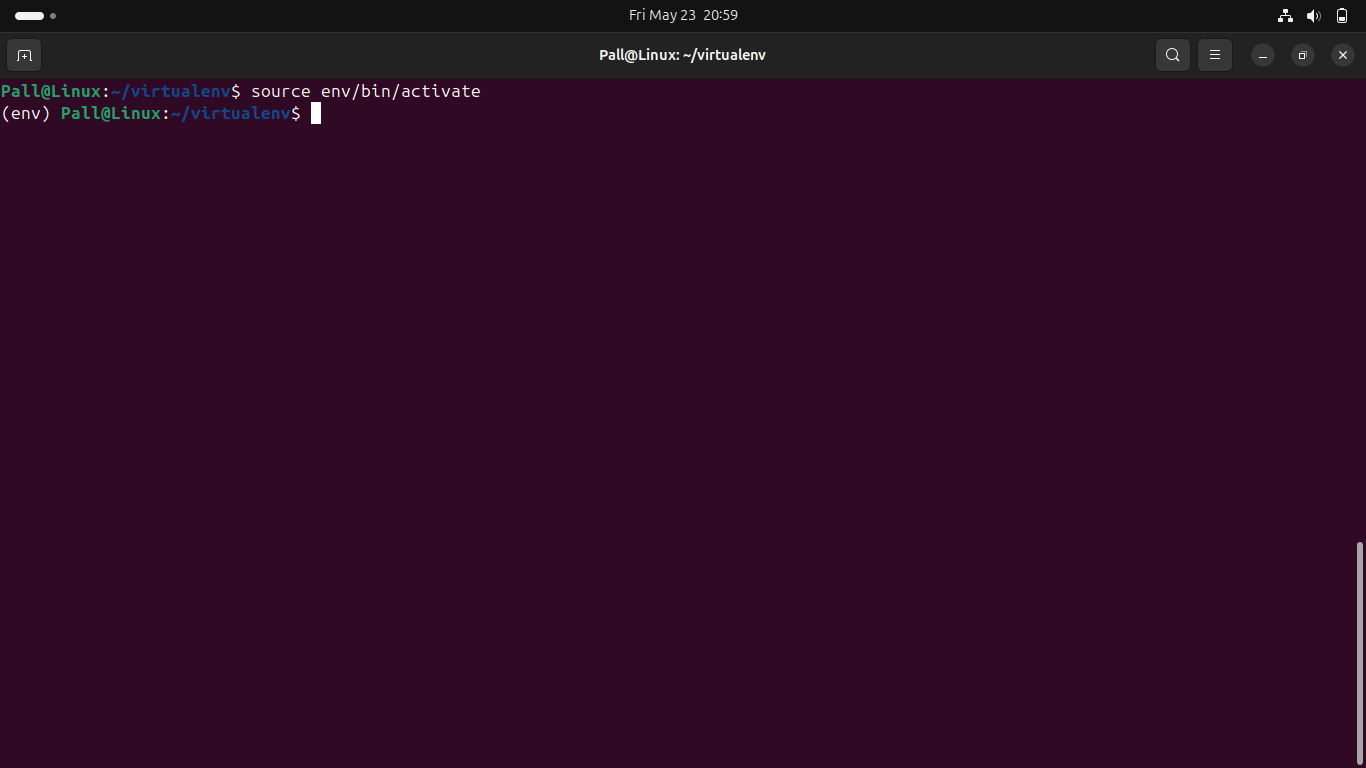 Fri May 23 20:59
Pall@Linux: ~/virtualenv
Pall@Linux:~/virtualenv$ source env/bin/activate
(env) Pall@Linux:~/virtualenv$